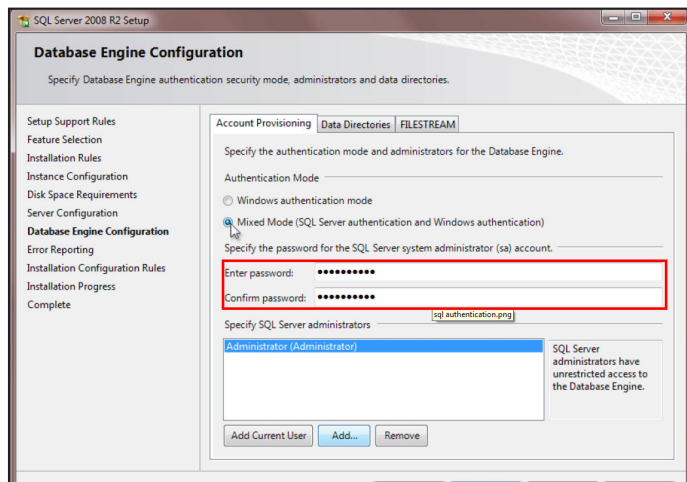 SQL Server 2008 R2 Setup
Database Engine Configuration
Specify Database Engine authentication security mode, administrators and data directories.
Setup Support Rules
Feature Selection
Installation Rules
Instance Configuration
Disk Space Requirements
Server Configuration
Database Engine Configuration
Error Reporting
Installation Configuration Rules
Installation Progress
Complete
Account Provisioning
Data Directories
FILESTREAM
Specify the authentication mode and administrators for the Database Engine.
Authentication Mode
Windows authentication mode
Mixed Mode (SQL Server authentication and Windows authentication)
Specify the password for the SQL Server system administrator (sa) account.
Enter password: ●●●●●●●●●●
Confirm password: ●●●●●●●●●●
sql authentication.png
Specify SQL Server administrators
Administrator (Administrator)
SQL Server
administrators have
unrestricted access to
the Database Engine.
Add Current User
Add...
Remove